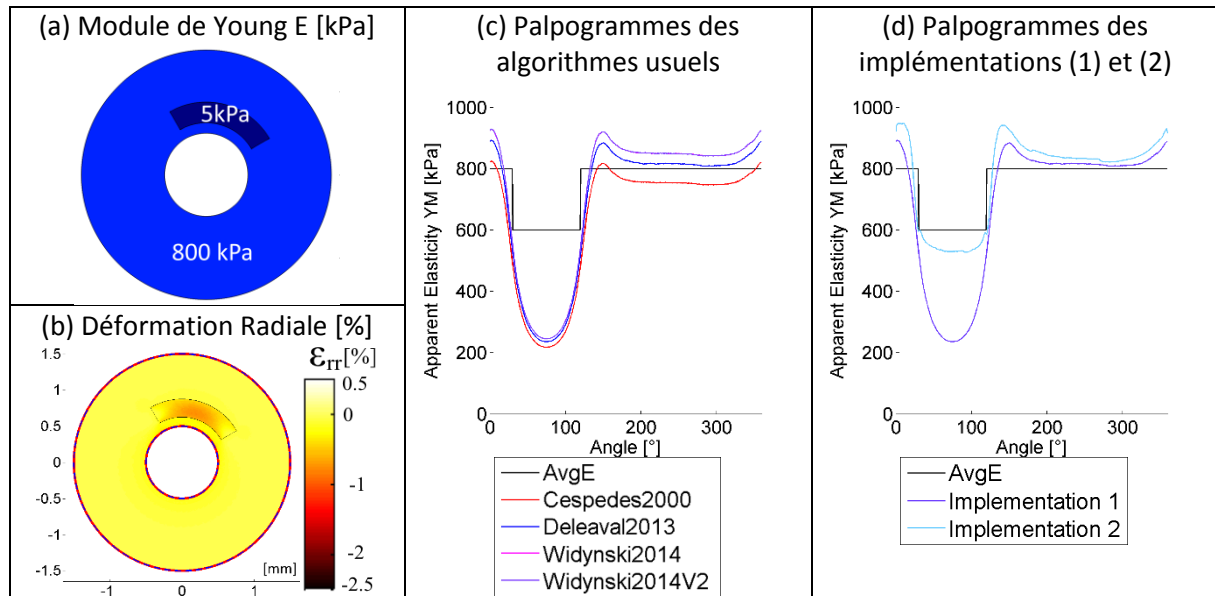 (a) Module de Young E [kPa]
5kPa
800 kPa
(b) Déformation Radiale [%]
1.5
1
0.5
0
-0.5
-1
-1.5
-1
0
1
[mm]
εrr[%]
0.5
0
-1
-2
-2.5
(c) Palpogrammes des
algorithmes usuels
Apparent Elasticity YM [kPa]
1000
800
600
400
200
0
0
100
200
300
Angle [°]
AvgE
Cespedes2000
Deleaval2013
Widynski2014
Widynski2014V2
(d) Palpogrammes des
implémentations (1) et (2)
Apparent Elasticity YM [kPa]
1000
800
600
400
200
0
0
100
200
300
Angle [°]
AvgE
Implementation 1
Implementation 2